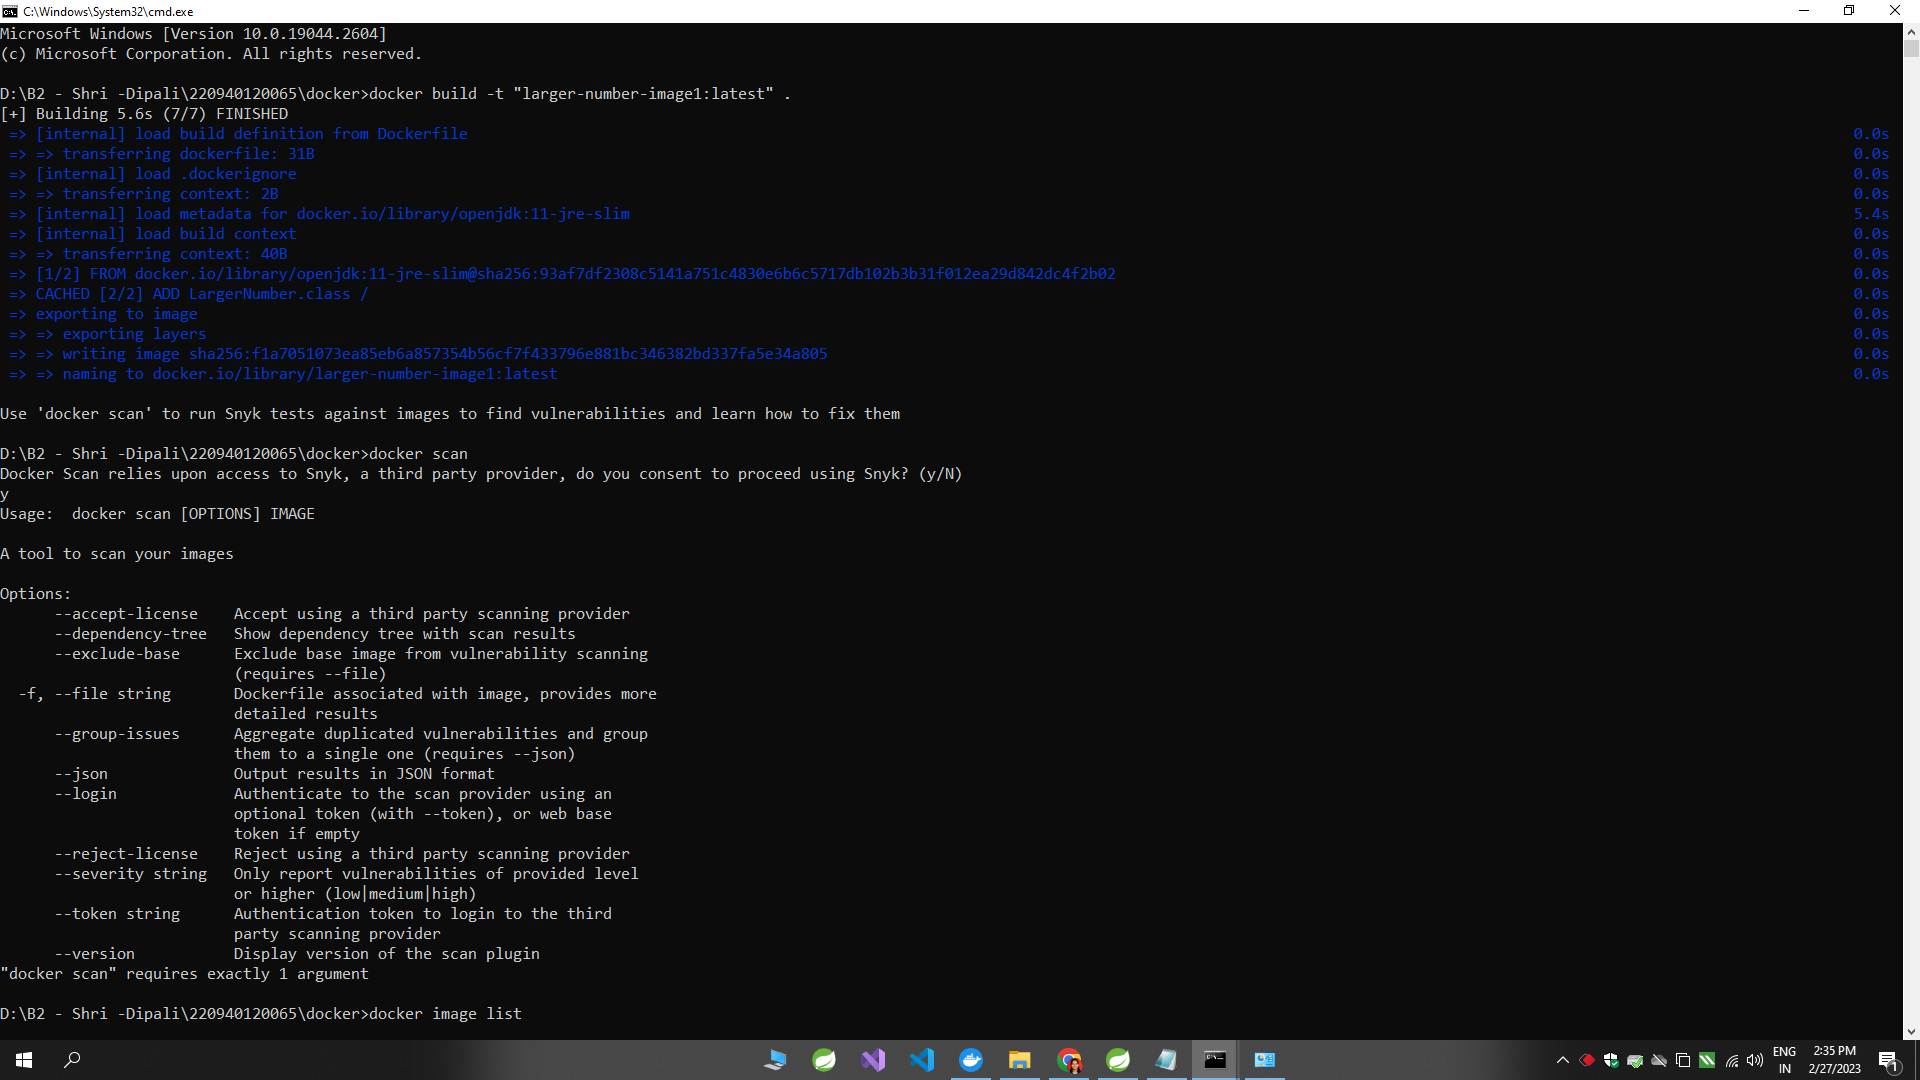 C:\Windows\System32\cmd.exe
Microsoft Windows [Version 10.0.19044.2604]
(c) Microsoft Corporation. All rights reserved.
D:\B2 - Shri -Dipali\220940120065\docker>docker build -t "larger-number-image1:latest" .
[+] Building 5.6s (7/7) FINISHED
=> [internal] load build definition from Dockerfile 0.0s
=> => transferring dockerfile: 31B 0.0s
=> [internal] load .dockerignore 0.0s
=> => transferring context: 2B 0.0s
=> [internal] load metadata for docker.io/library/openjdk:11-jre-slim 5.4s
=> [internal] load build context 0.0s
=> => transferring context: 40B 0.0s
=> [1/2] FROM docker.io/library/openjdk:11-jre-slim@sha256:93af7df2308c5141a751c4830e6b6c5717db102b3b31f012ea29d842dc4f2b02 0.0s
=> CACHED [2/2] ADD LargerNumber.class / 0.0s
=> exporting to image 0.0s
=> => exporting layers 0.0s
=> => writing image sha256:f1a7051073ea85eb6a857354b56cf7f433796e881bc346382bd337fa5e34a805 0.0s
=> => naming to docker.io/library/larger-number-image1:latest 0.0s
Use 'docker scan' to run Snyk tests against images to find vulnerabilities and learn how to fix them
D:\B2 - Shri -Dipali\220940120065\docker>docker scan
Docker Scan relies upon access to Snyk, a third party provider, do you consent to proceed using Snyk? (y/N)
y
Usage:  docker scan [OPTIONS] IMAGE
A tool to scan your images
Options:
--accept-license    Accept using a third party scanning provider
--dependency-tree   Show dependency tree with scan results
--exclude-base      Exclude base image from vulnerability scanning
(requires --file)
-f, --file string       Dockerfile associated with image, provides more
detailed results
--group-issues      Aggregate duplicated vulnerabilities and group
them to a single one (requires --json)
--json              Output results in JSON format
--login             Authenticate to the scan provider using an
optional token (with --token), or web base
token if empty
--reject-license    Reject using a third party scanning provider
--severity string   Only report vulnerabilities of provided level
or higher (low|medium|high)
--token string      Authentication token to login to the third
party scanning provider
--version           Display version of the scan plugin
"docker scan" requires exactly 1 argument
D:\B2 - Shri -Dipali\220940120065\docker>docker image list
ENG
IN
2:35 PM
2/27/2023
1